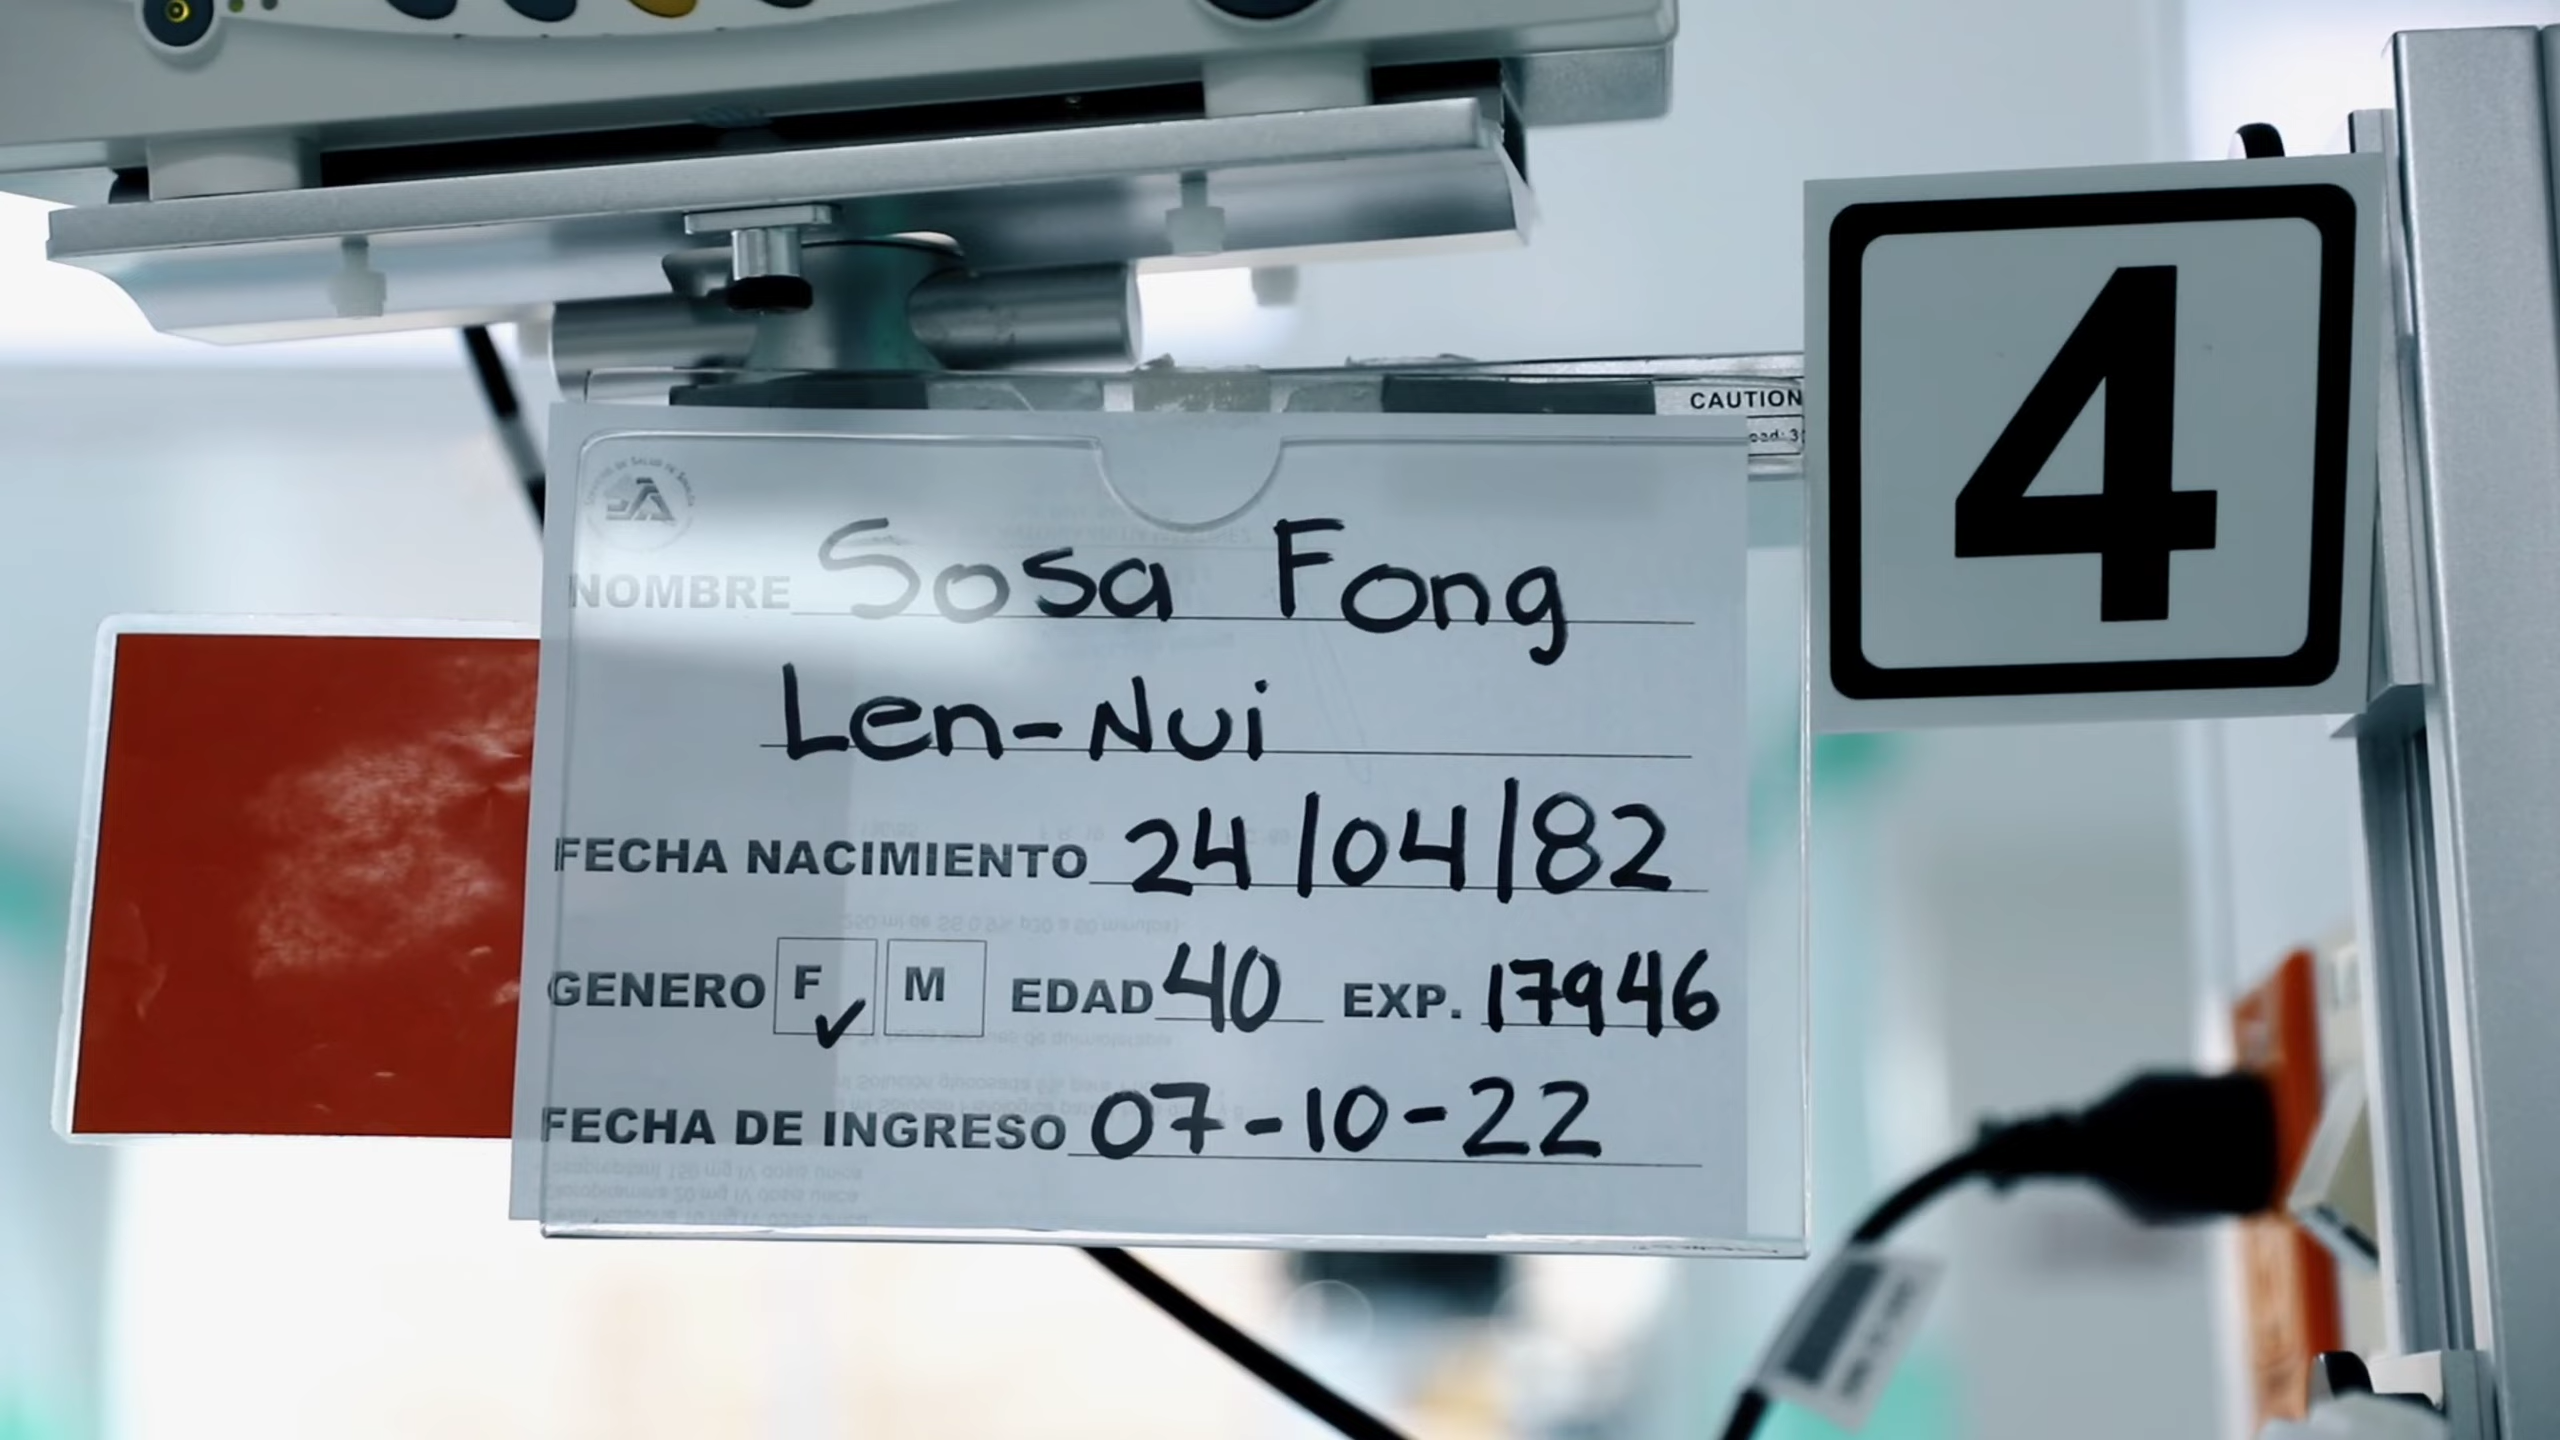 CAUTION
4
NOMBRE Sosa Fong
Len-Nui
FECHA NACIMIENTO 24/04/82
GENERO F ✓ M EDAD 40 EXP. 17946
FECHA DE INGRESO 07-10-22